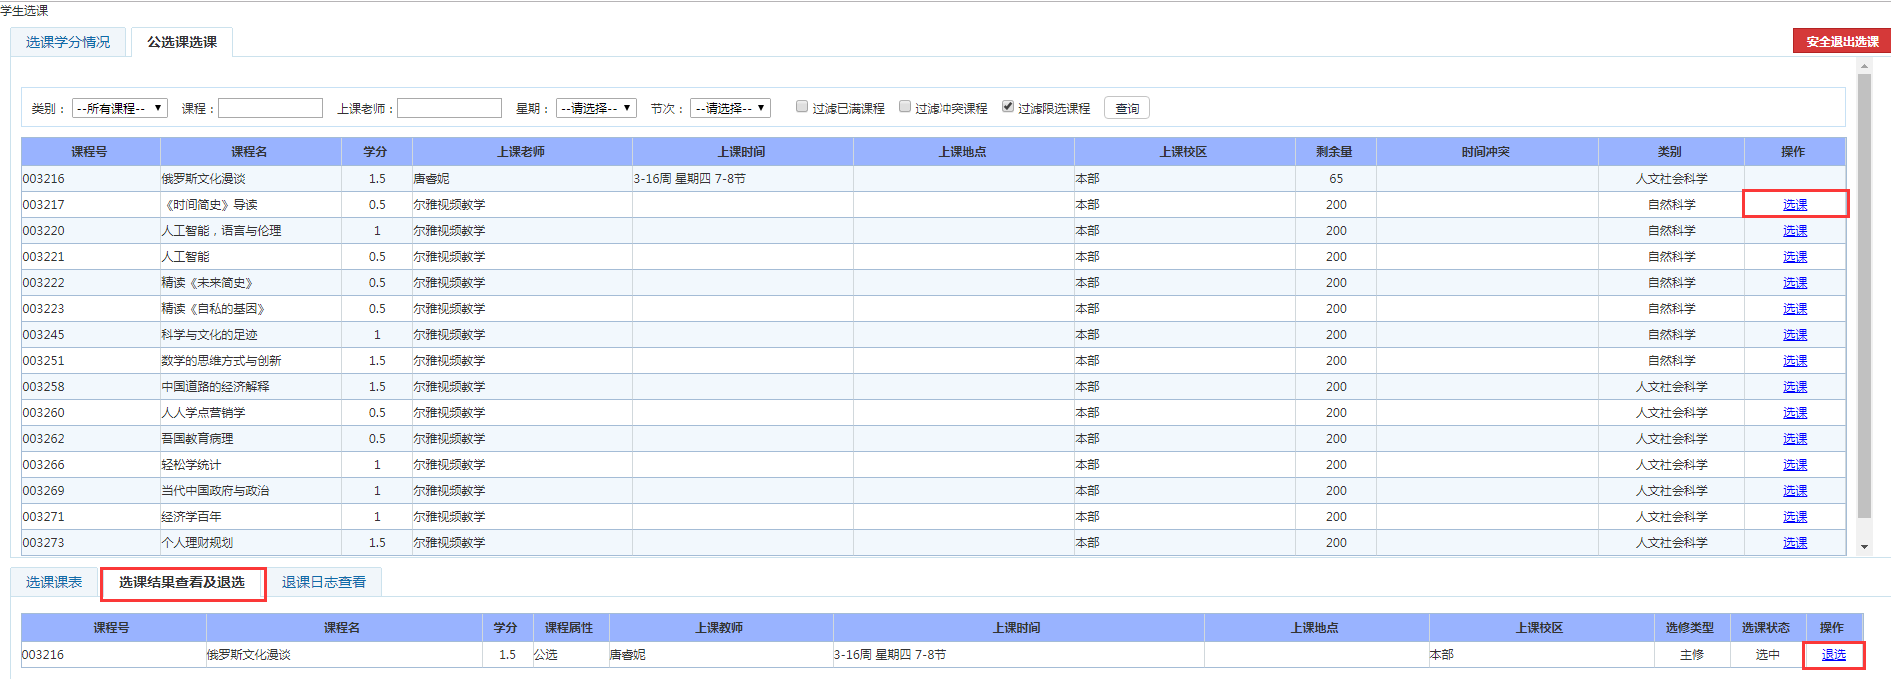 学生选课
选课学分情况 公选课选课 安全退出选课
类别： --所有课程-- 课程： 上课老师： 星期： --请选择-- 节次： --请选择-- 过滤已满课程 过滤冲突课程 过滤限选课程 查询
课程号 课程名 学分 上课老师 上课时间 上课地点 上课校区 剩余量 时间冲突 类别 操作
003216 俄罗斯文化漫谈 1.5 唐睿妮 3-16周 星期四 7-8节 本部 65 人文社会科学
003217 《时间简史》导读 0.5 尔雅视频教学 本部 200 自然科学 选课
003220 人工智能，语言与伦理 1 尔雅视频教学 本部 200 自然科学 选课
003221 人工智能 0.5 尔雅视频教学 本部 200 自然科学 选课
003222 精读《未来简史》 0.5 尔雅视频教学 本部 200 自然科学 选课
003223 精读《自私的基因》 0.5 尔雅视频教学 本部 200 自然科学 选课
003245 科学与文化的足迹 1 尔雅视频教学 本部 200 自然科学 选课
003251 数学的思维方式与创新 1.5 尔雅视频教学 本部 200 自然科学 选课
003258 中国道路的经济解释 1.5 尔雅视频教学 本部 200 人文社会科学 选课
003260 人人学点营销学 0.5 尔雅视频教学 本部 200 人文社会科学 选课
003262 吾国教育病理 0.5 尔雅视频教学 本部 200 人文社会科学 选课
003266 轻松学统计 1 尔雅视频教学 本部 200 人文社会科学 选课
003269 当代中国政府与政治 1 尔雅视频教学 本部 200 人文社会科学 选课
003271 经济学百年 1 尔雅视频教学 本部 200 人文社会科学 选课
003273 个人理财规划 1.5 尔雅视频教学 本部 200 人文社会科学 选课
选课课表 选课结果查看及退选 退课日志查看
课程号 课程名 学分 课程属性 上课教师 上课时间 上课地点 上课校区 选修类型 选课状态 操作
003216 俄罗斯文化漫谈 1.5 公选 唐睿妮 3-16周 星期四 7-8节 本部 主修 选中 退选